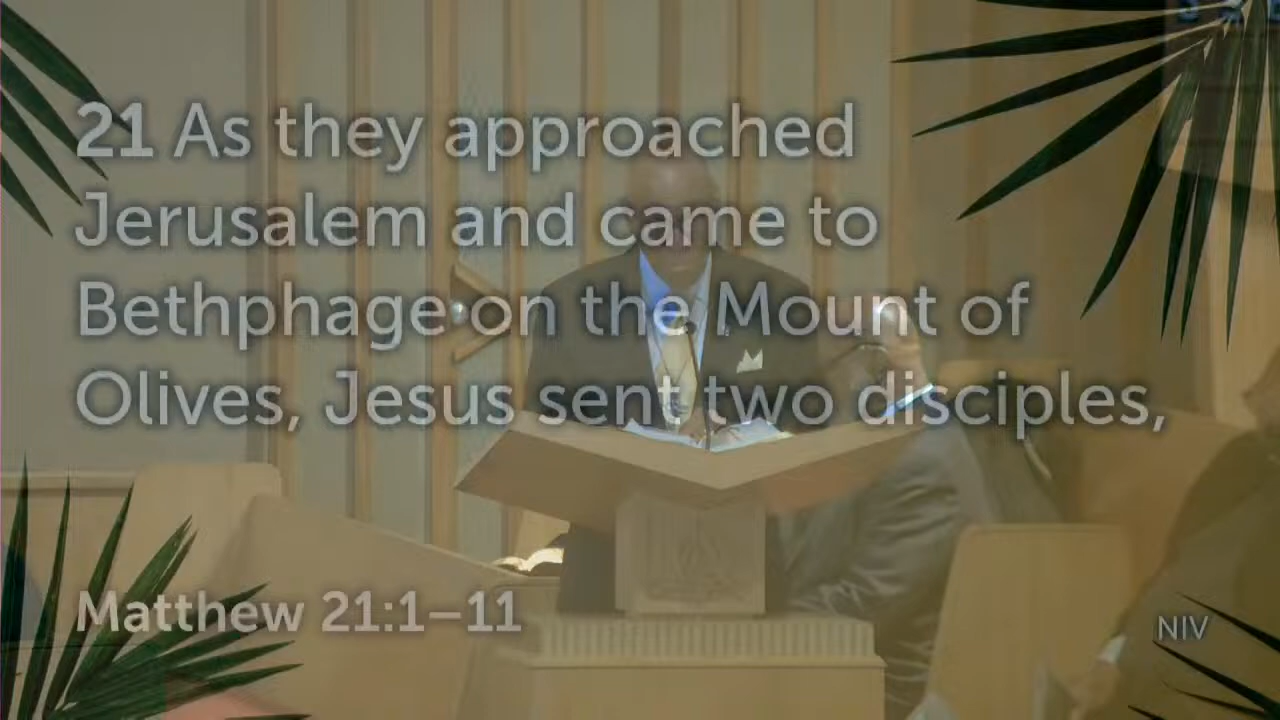 21 As they approached
Jerusalem and came to
Bethphage on the Mount of
Olives, Jesus sent two disciples,
Matthew 21:1–11
NIV